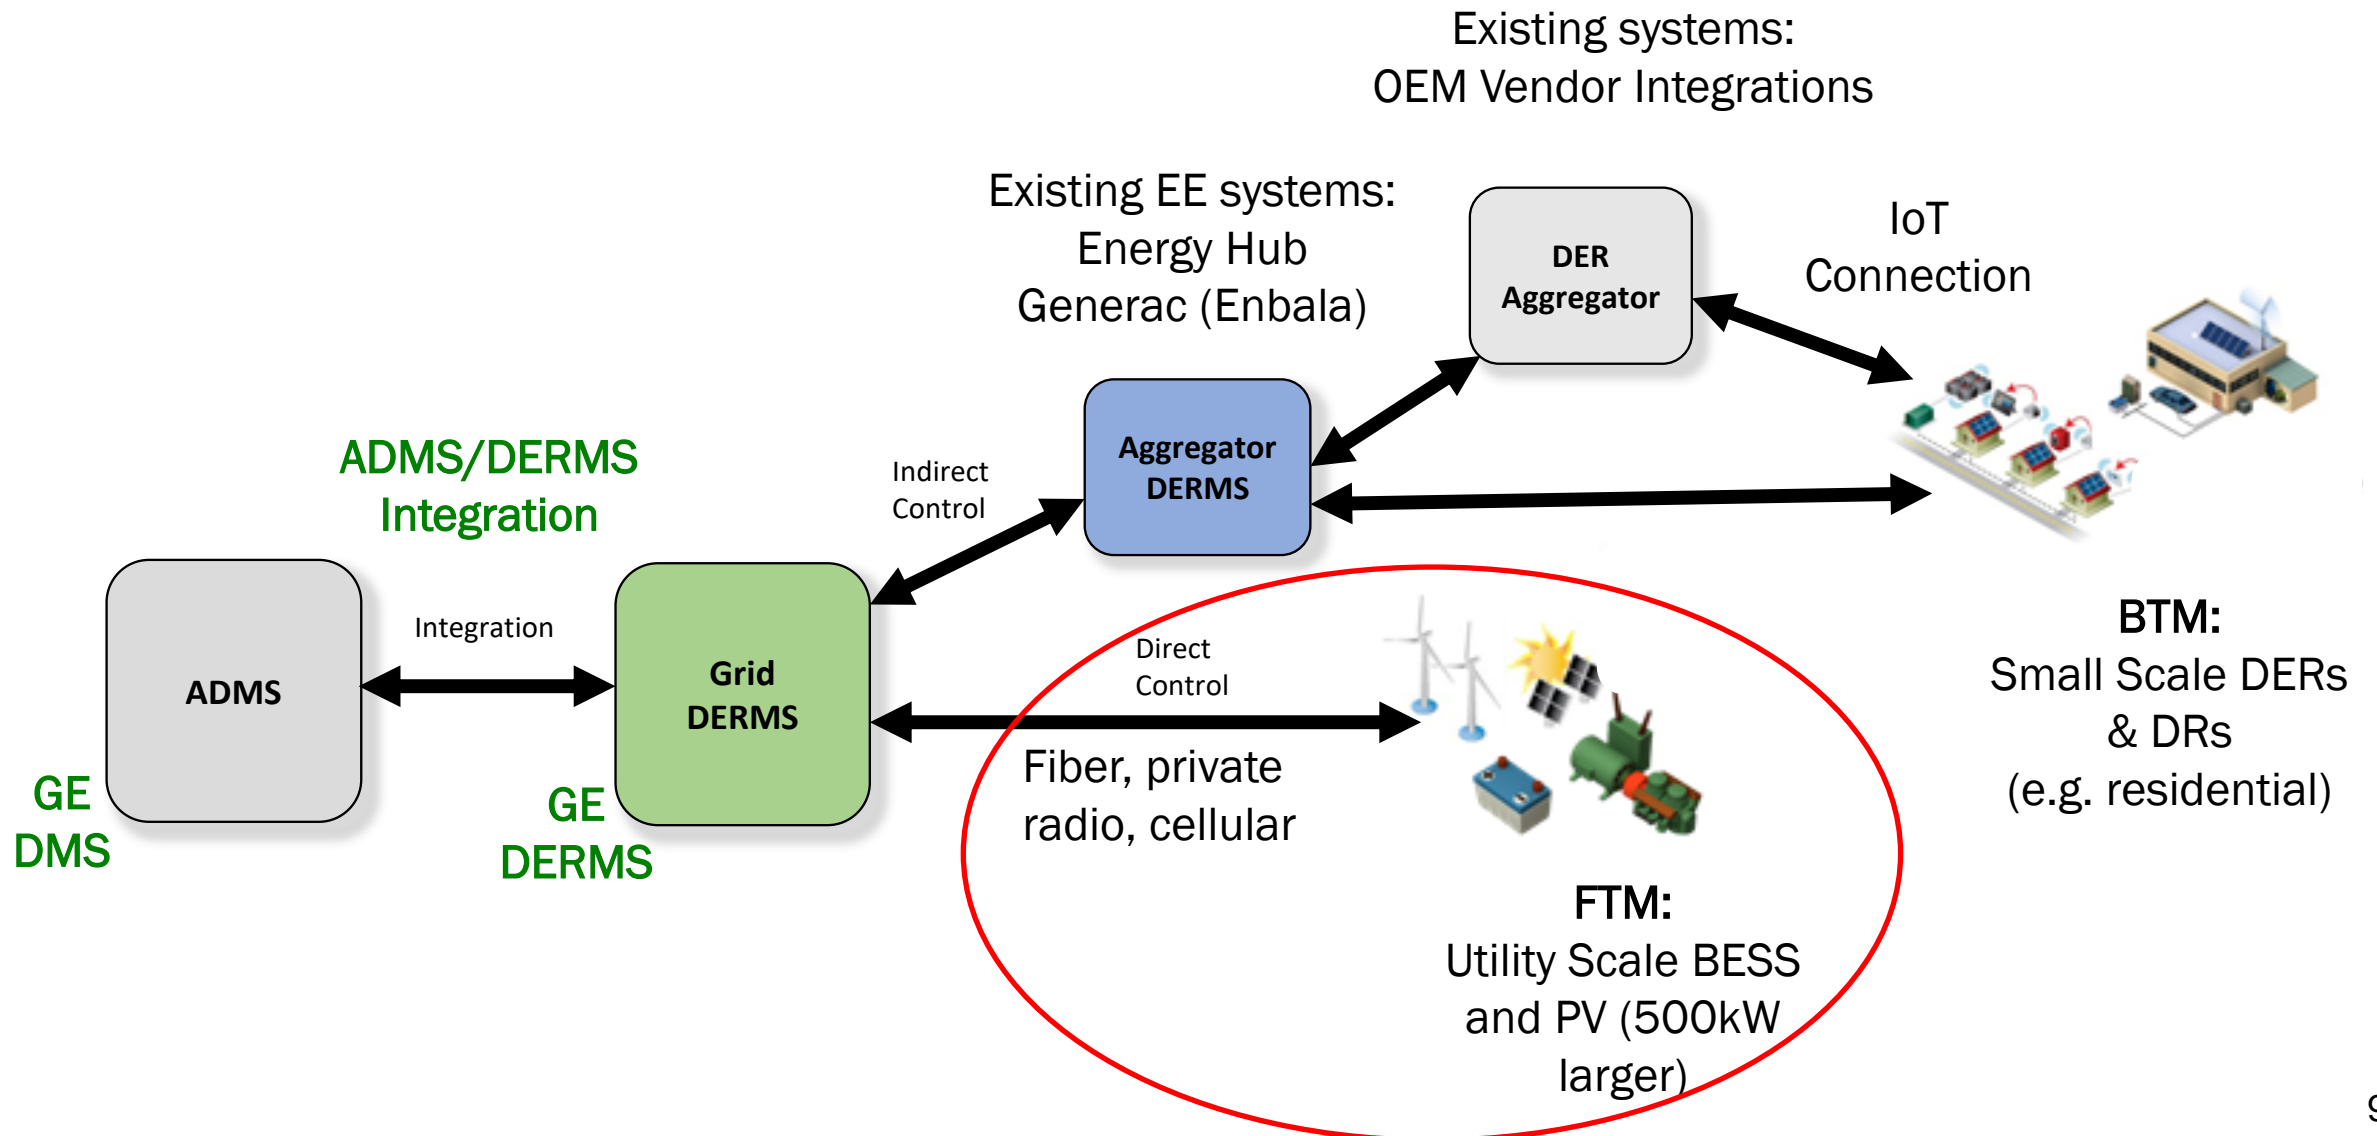 Existing systems:
OEM Vendor Integrations
Existing EE systems:
Energy Hub
Generac (Enbala)
DER
Aggregator
IoT
Connection
ADMS/DERMS
Integration
Indirect
Control
Aggregator
DERMS
Integration
ADMS
Grid
DERMS
GE
DMS
GE
DERMS
Direct
Control
Fiber, private
radio, cellular
BTM:
Small Scale DERs
& DRs
(e.g. residential)
FTM:
Utility Scale BESS
and PV (500kW
larger)